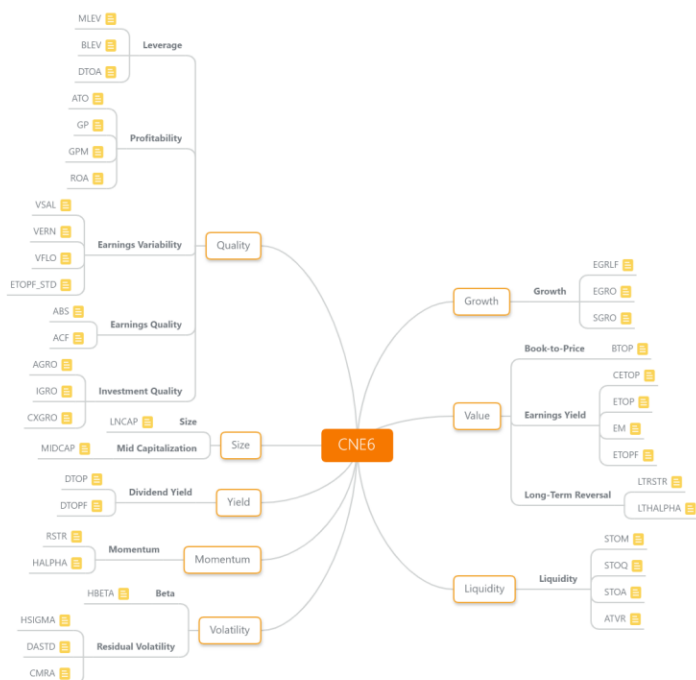 MLEV
BLEV
DTOA
Leverage
ATO
GP
GPM
ROA
Profitability
VSAL
VERN
VFLO
ETOPF_STD
Earnings Variability
ABS
ACF
Earnings Quality
AGRO
IGRO
CXGRO
Investment Quality
Quality
LNCAP
Size
MIDCAP
Mid Capitalization
Size
DTOP
DTOPF
Dividend Yield
Yield
RSTR
HALPHA
Momentum
Momentum
HBETA
Beta
HSIGMA
DASTD
CMRA
Residual Volatility
Volatility
CNE6
Growth
Growth
EGRLF
EGRO
SGRO
Value
Book-to-Price
BTOP
Earnings Yield
CETOP
ETOP
EM
ETOPF
Long-Term Reversal
LTRSTR
LTHALPHA
Liquidity
Liquidity
STOM
STOQ
STOA
ATVR